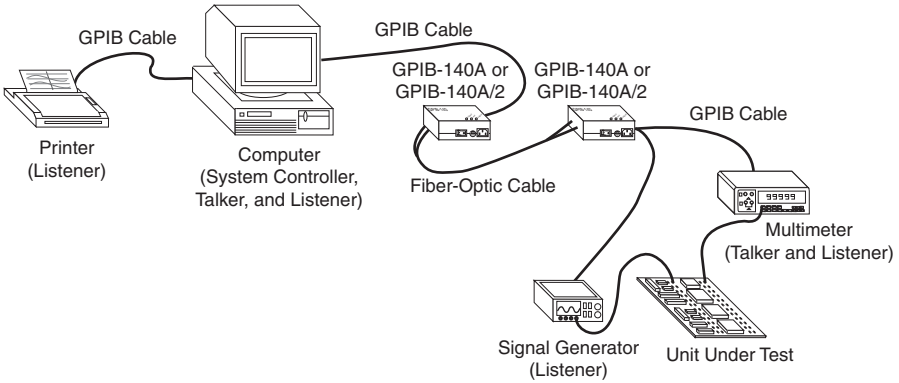 GPIB Cable
GPIB Cable
GPIB-140A or
GPIB-140A/2
GPIB-140A or
GPIB-140A/2
GPIB Cable
Printer
(Listener)
Computer
(System Controller,
Talker, and Listener)
Fiber-Optic Cable
99999
Multimeter
(Talker and Listener)
Signal Generator
(Listener)
Unit Under Test